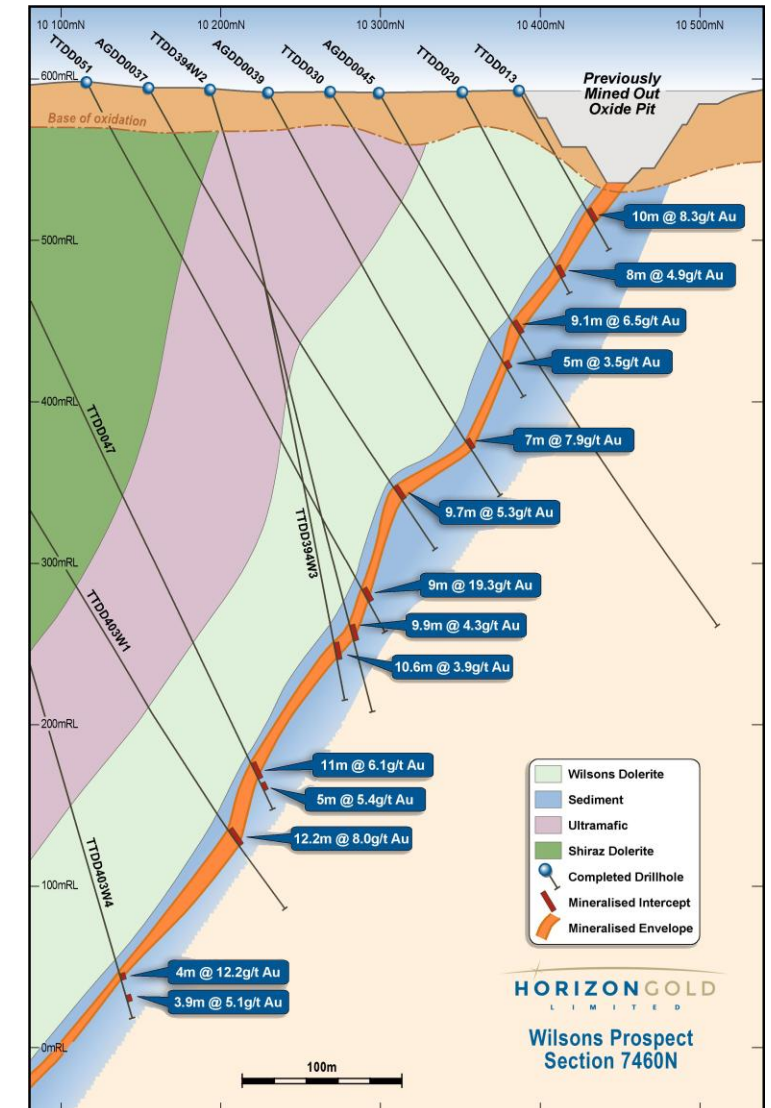 10 100mN
10 200mN
10 300mN
10 400mN
10 500mN
TTDD051
AGDD0037
TTDD394W2
AGDD0039
TTDD030
AGDD0045
TTDD020
TTDD013
600mRL
Previously
Mined Out
Oxide Pit
Base of oxidation
10m @ 8.3g/t Au
500mRL
8m @ 4.9g/t Au
9.1m @ 6.5g/t Au
5m @ 3.5g/t Au
400mRL
TTDD047
7m @ 7.9g/t Au
9.7m @ 5.3g/t Au
TTDD394W3
300mRL
TTDD403W1
9m @ 19.3g/t Au
9.9m @ 4.3g/t Au
10.6m @ 3.9g/t Au
200mRL
11m @ 6.1g/t Au
5m @ 5.4g/t Au
12.2m @ 8.0g/t Au
TTDD403W4
100mRL
4m @ 12.2g/t Au
3.9m @ 5.1g/t Au
0mRL
100m
Wilsons Dolerite
Sediment
Ultramafic
Shiraz Dolerite
Completed Drillhole
Mineralised Intercept
Mineralised Envelope
HORIZON GOLD
LIMITED
Wilsons Prospect
Section 7460N